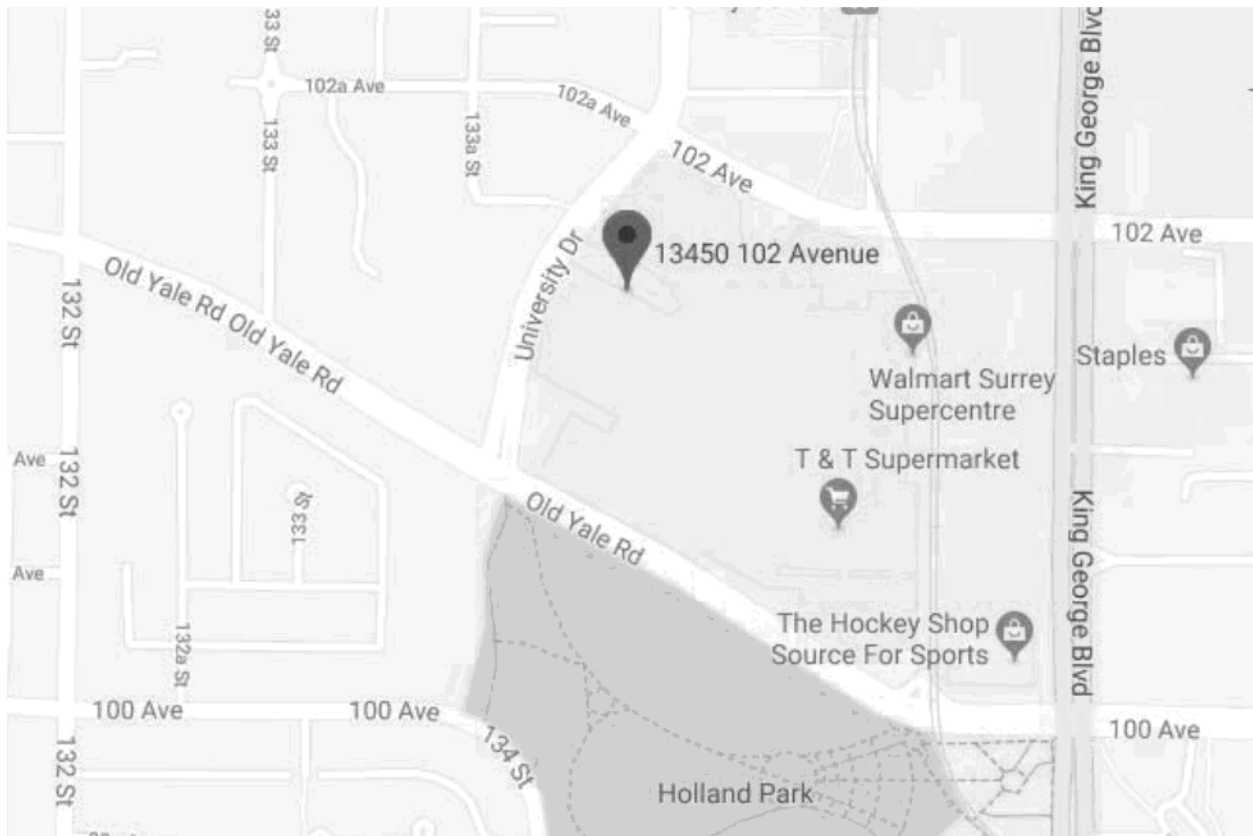 133 St
King George Blvd
102a Ave
102a Ave
133 St
133a St
102 Ave
102 Ave
13450 102 Avenue
University Dr
Old Yale Rd Old Yale Rd
132 St
Staples
Walmart Surrey
Supercentre
Ave
132 St
T & T Supermarket
133 St
Old Yale Rd
King George Blvd
Ave
The Hockey Shop
Source For Sports
132a St
100 Ave
100 Ave
100 Ave
134 St
132 St
Holland Park